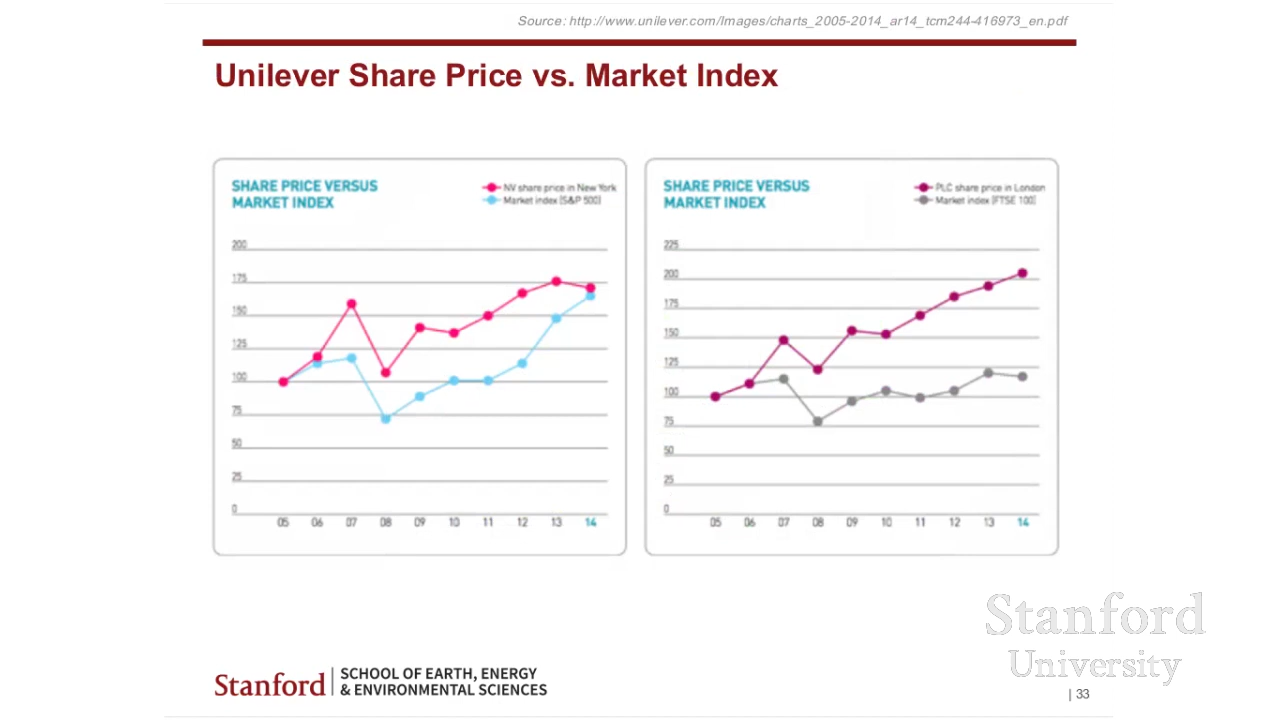 Source: http://www.unilever.com/Images/charts_2005-2014_ar14_tcm244-416973_en.pdf
Unilever Share Price vs. Market Index
SHARE PRICE VERSUS
MARKET INDEX
NV share price in New York
Market index (S&P 500)
200
175
150
125
100
75
50
25
0
05 06 07 08 09 10 11 12 13 14
SHARE PRICE VERSUS
MARKET INDEX
PLC share price in London
Market index (FTSE 100)
225
200
175
150
125
100
75
50
25
0
05 06 07 08 09 10 11 12 13 14
Stanford
University
Stanford
SCHOOL OF EARTH, ENERGY
& ENVIRONMENTAL SCIENCES
| 33